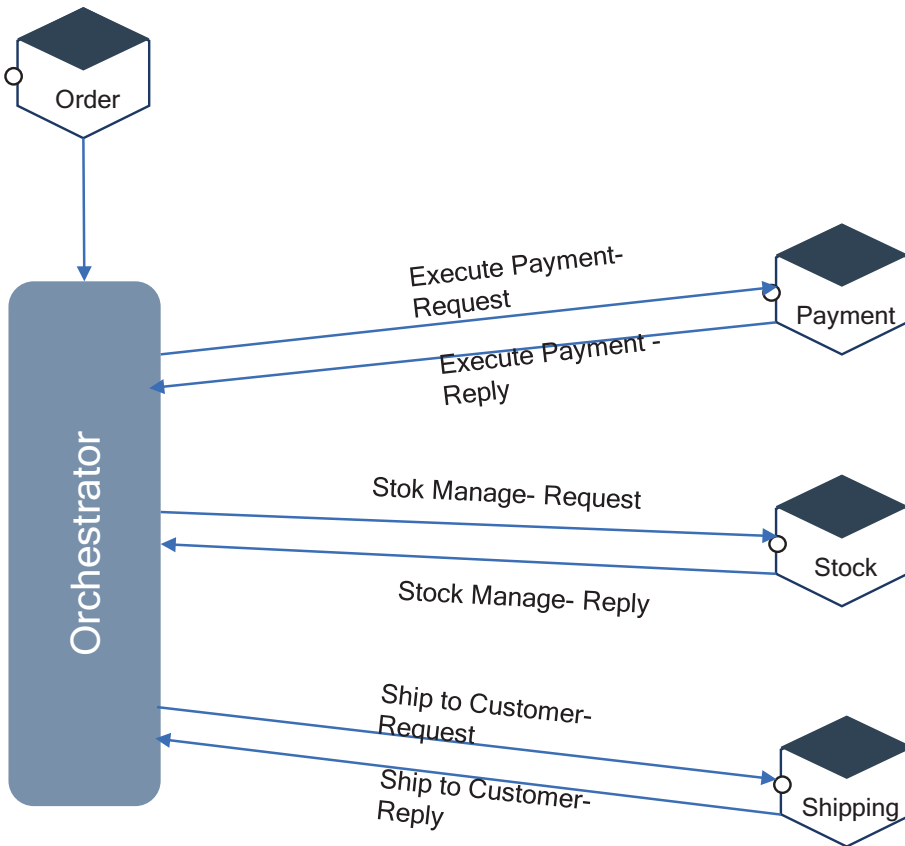 Order
Execute Payment-
Request
Payment
Execute Payment -
Reply
Orchestrator
Stok Manage- Request
Stock
Stock Manage- Reply
Ship to Customer-
Request
Ship to Customer-
Reply
Shipping